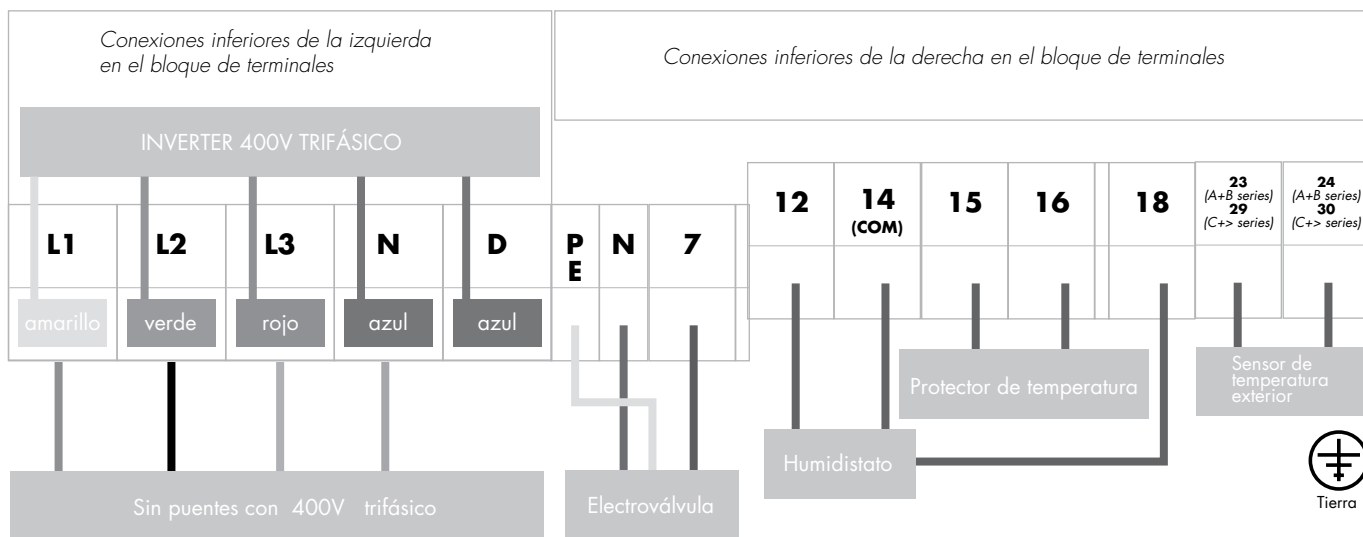 Conexiones inferiores de la izquierda
en el bloque de terminales
Conexiones inferiores de la derecha en el bloque de terminales
INVERTER 400V TRIFÁSICO
L1
L2
L3
N
D
P
E
N
7
12
14
(COM)
15
16
18
23
(A+B series)
29
(C+> series)
24
(A+B series)
30
(C+> series)
amarillo
verde
rojo
azul
azul
Protector de temperatura
Sensor de
temperatura
exterior
Humidistato
Sin puentes con 400V trifásico
Electroválvula
Tierra